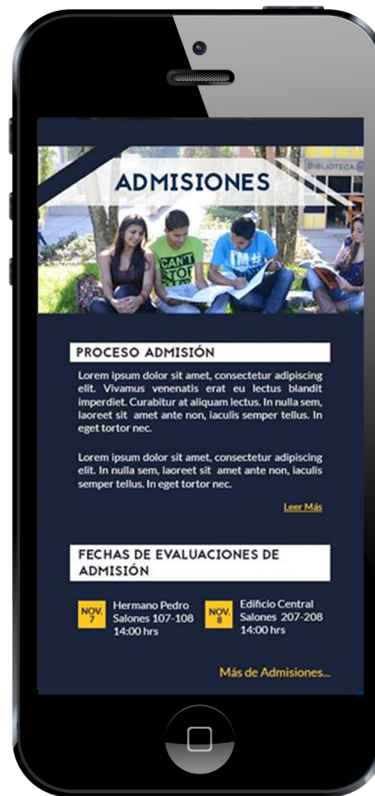 BIBLIOTECA
ADMISIONES
CAN'T
STOP
I'M#
PROCESO ADMISIÓN
Lorem ipsum dolor sit amet, consectetur adipiscing
elit. Vivamus venenatis erat eu lectus blandit
imperdiet. Curabitur at aliquam lectus. In nulla sem,
laoreet sit amet ante non, iaculis semper tellus. In
eget tortor nec.
Lorem ipsum dolor sit amet, consectetur adipiscing
elit. In nulla sem, laoreet sit amet ante non, iaculis
semper tellus. In eget tortor nec.
Leer Más
FECHAS DE EVALUACIONES DE
ADMISIÓN
NOV.
7
Hermano Pedro
Salones 107-108
14:00 hrs
NOV.
8
Edificio Central
Salones 207-208
14:00 hrs
Más de Admisiones...